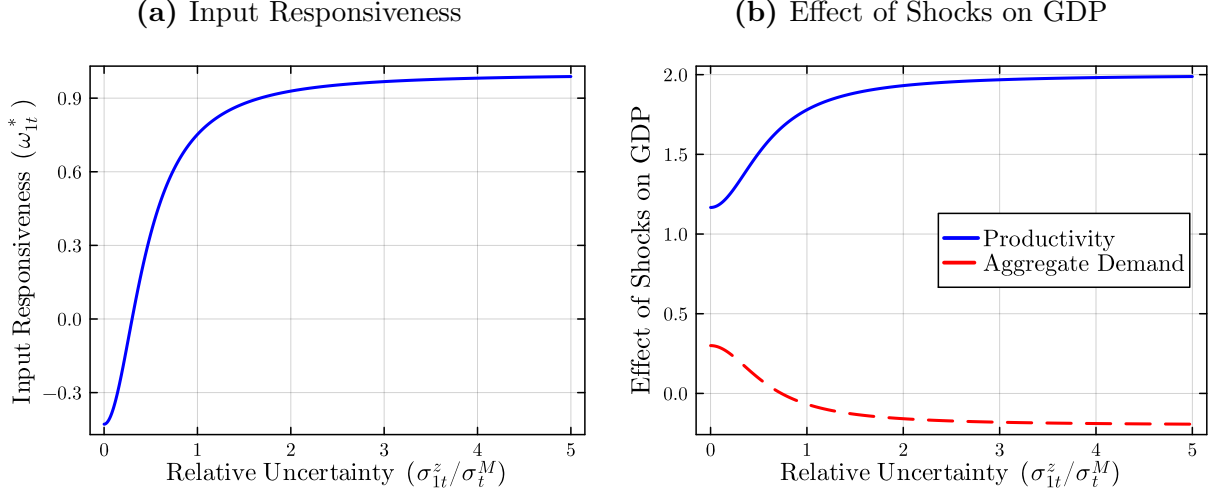 (a) Input Responsiveness
Input Responsiveness (ω*₁ₜ)
0.9
0.6
0.3
0.0
−0.3
0 1 2 3 4 5
Relative Uncertainty (σᶻ₁ₜ/σᴹₜ)
(b) Effect of Shocks on GDP
Effect of Shocks on GDP
2.0
1.5
1.0
0.5
0.0
Productivity
Aggregate Demand
0 1 2 3 4 5
Relative Uncertainty (σᶻ₁ₜ/σᴹₜ)